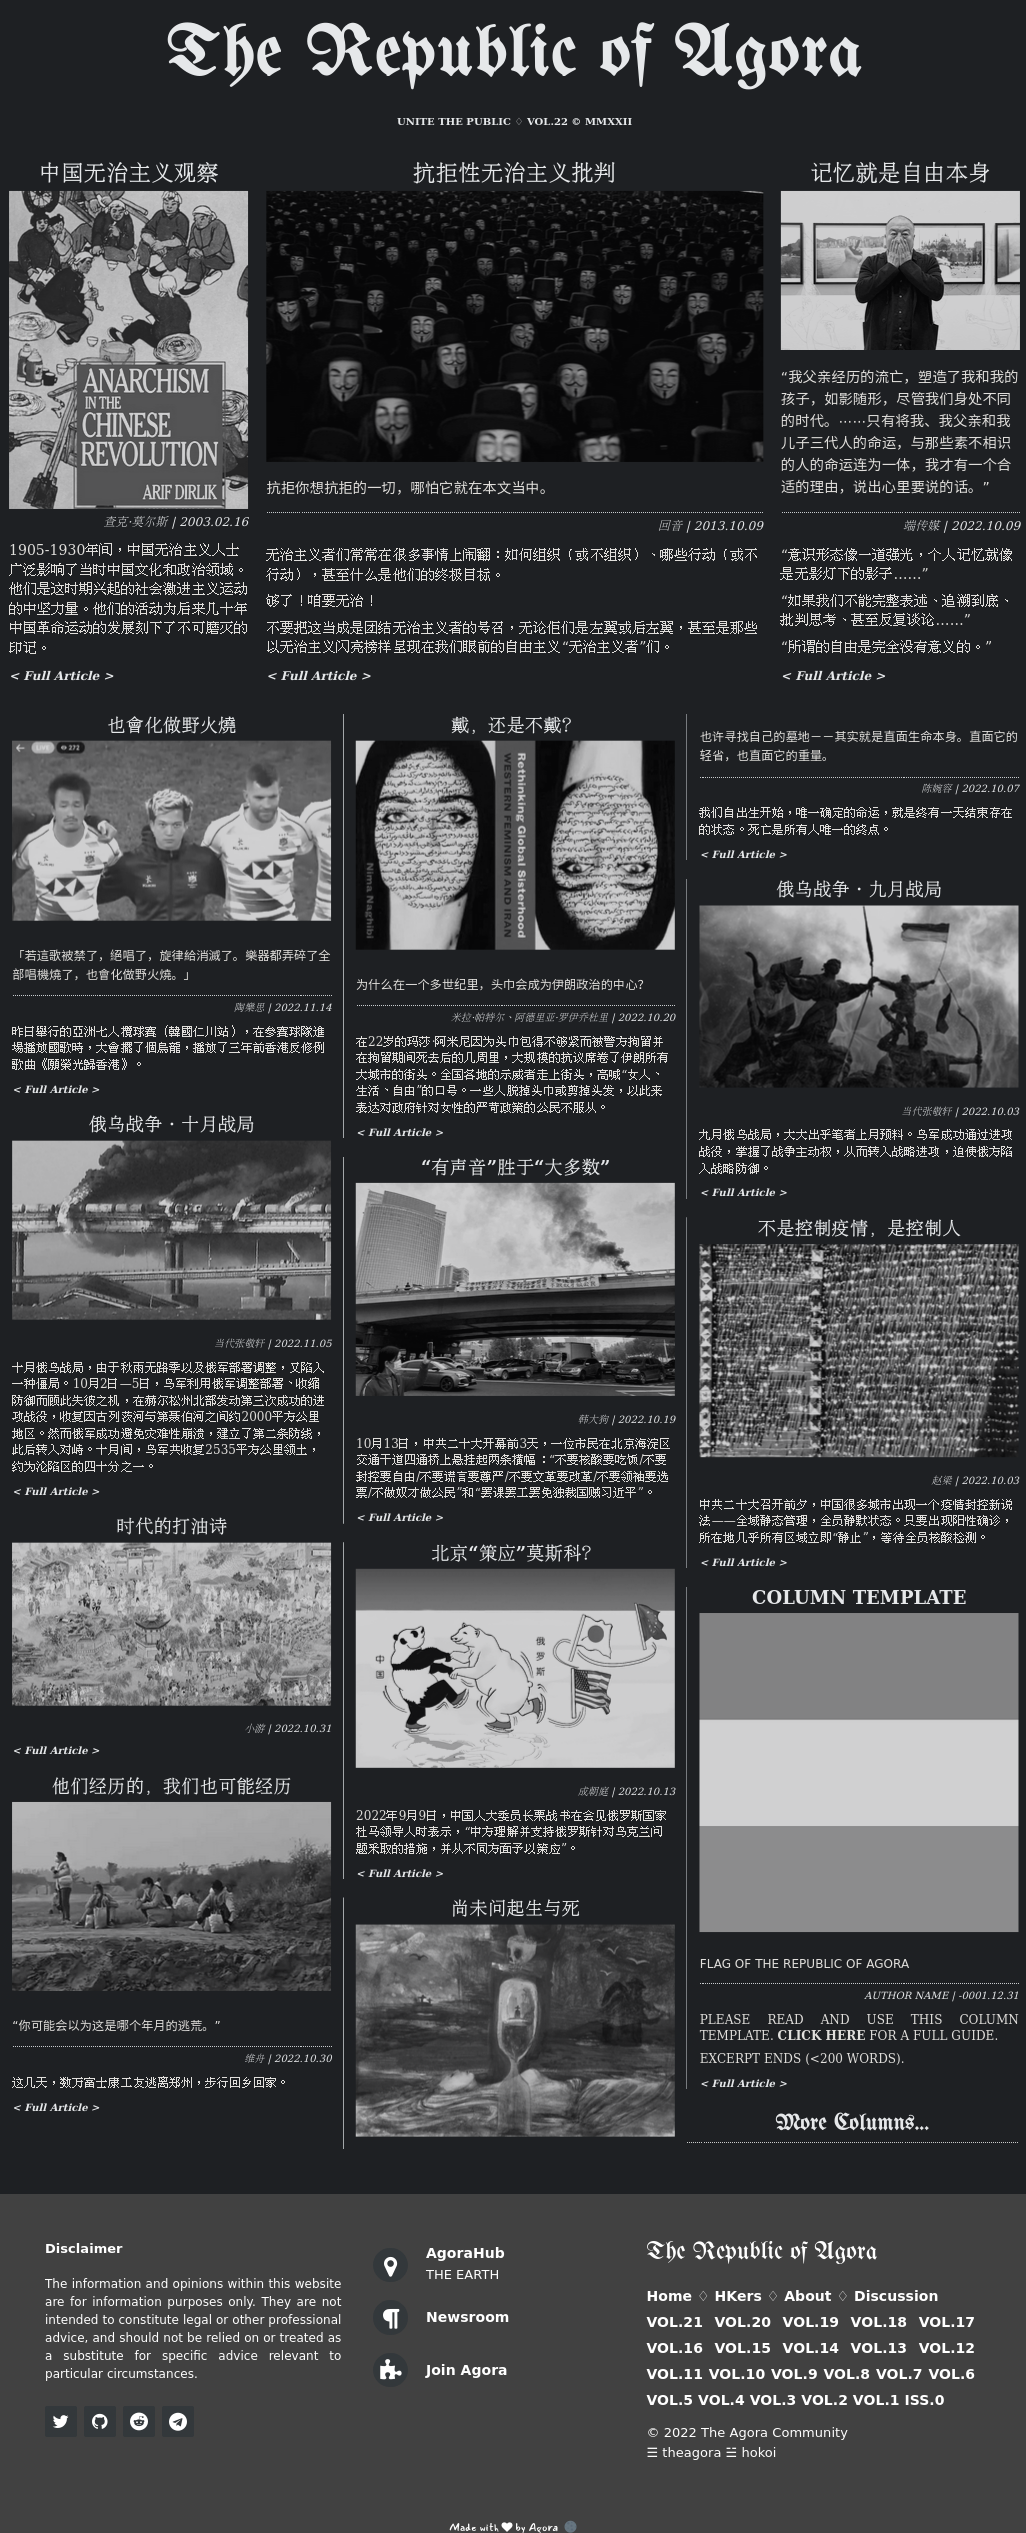 The Republic of Agora
UNITE THE PUBLIC ♢ VOL.22 © MMXXII
中国无治主义观察
ANARCHISM
IN THE
CHINESE
REVOLUTION
ARIF DIRLIK
查克·莫尔斯 | 2003.02.16
1905-1930年间，中国无治主义人士
广泛影响了当时中国文化和政治领域。
他们是这时期兴起的社会激进主义运动
的中坚力量。他们的活动为后来几十年
中国革命运动的发展刻下了不可磨灭的
印记。
< Full Article >
抗拒性无治主义批判
抗拒你想抗拒的一切，哪怕它就在本文当中。
回音 | 2013.10.09
无治主义者们常常在很多事情上闹翻：如何组织（或不组织）、哪些行动（或不
行动），甚至什么是他们的终极目标。
够了！咱要无治！
不要把这当成是团结无治主义者的号召，无论他们是左翼或后左翼，甚至是那些
以无治主义闪亮榜样呈现在我们眼前的自由主义“无治主义者”们。
< Full Article >
记忆就是自由本身
“我父亲经历的流亡，塑造了我和我的
孩子，如影随形，尽管我们身处不同
的时代。……只有将我、我父亲和我
儿子三代人的命运，与那些素不相识
的人的命运连为一体，我才有一个合
适的理由，说出心里要说的话。”
端传媒 | 2022.10.09
“意识形态像一道强光，个人记忆就像
是无影灯下的影子……”
“如果我们不能完整表述、追溯到底、
批判思考、甚至反复谈论……”
“所谓的自由是完全没有意义的。”
< Full Article >
也會化做野火燒
LIVE
272
「若這歌被禁了，絕唱了，旋律給消滅了。樂器都弄碎了全
部唱機燒了，也會化做野火燒。」
陶樂思 | 2022.11.14
昨日舉行的亞洲七人欖球賽（韓國仁川站），在參賽球隊進
場播放國歌時，大會擺了個烏龍，播放了三年前香港反修例
歌曲《願榮光歸香港》。
< Full Article >
俄乌战争·十月战局
当代张敬轩 | 2022.11.05
十月俄乌战局，由于秋雨无路季以及俄军部署调整，又陷入
一种僵局。10月2日—5日，乌军利用俄军调整部署、收缩
防御而顾此失彼之机，在赫尔松州北部发动第三次成功的进
攻战役，收复因古列茨河与第聂伯河之间约2000平方公里
地区。然而俄军成功避免灾难性崩溃，建立了第二条防线，
此后转入对峙。十月间，乌军共收复2535平方公里领土，
约为沦陷区的四十分之一。
< Full Article >
时代的打油诗
小游 | 2022.10.31
< Full Article >
他们经历的，我们也可能经历
“你可能会以为这是哪个年月的逃荒。”
维舟 | 2022.10.30
这几天，数万富士康工友逃离郑州，步行回乡回家。
< Full Article >
戴，还是不戴？
Rethinking Global Sisterhood
WESTERN FEMINISM AND IRAN
Nima Naghibi
为什么在一个多世纪里，头巾会成为伊朗政治的中心？
米拉·帕特尔、阿德里亚·罗伊乔杜里 | 2022.10.20
在22岁的玛莎·阿米尼因为头巾包得不够紧而被警方拘留并
在拘留期间死去后的几周里，大规模的抗议席卷了伊朗所有
大城市的街头。全国各地的示威者走上街头，高喊“女人、
生活、自由”的口号。一些人脱掉头巾或剪掉头发，以此来
表达对政府针对女性的严苛政策的公民不服从。
< Full Article >
“有声音”胜于“大多数”
韩大狗 | 2022.10.19
10月13日，中共二十大开幕前3天，一位市民在北京海淀区
交通干道四通桥上悬挂起两条横幅：“不要核酸要吃饭/不要
封控要自由/不要谎言要尊严/不要文革要改革/不要领袖要选
票/不做奴才做公民”和“罢课罢工罢免独裁国贼习近平”。
< Full Article >
北京“策应”莫斯科？
中国
俄罗斯
成朝庭 | 2022.10.13
2022年9月9日，中国人大委员长栗战书在会见俄罗斯国家
杜马领导人时表示，“中方理解并支持俄罗斯针对乌克兰问
题采取的措施，并从不同方面予以策应”。
< Full Article >
尚未问起生与死
也许寻找自己的墓地——其实就是直面生命本身。直面它的
轻省，也直面它的重量。
陈婉容 | 2022.10.07
我们自出生开始，唯一确定的命运，就是终有一天结束存在
的状态。死亡是所有人唯一的终点。
< Full Article >
俄乌战争·九月战局
当代张敬轩 | 2022.10.03
九月俄乌战局，大大出乎笔者上月预料。乌军成功通过进攻
战役，掌握了战争主动权，从而转入战略进攻，迫使俄方陷
入战略防御。
< Full Article >
不是控制疫情，是控制人
赵梁 | 2022.10.03
中共二十大召开前夕，中国很多城市出现一个疫情封控新说
法——全域静态管理，全员静默状态。只要出现阳性确诊，
所在地几乎所有区域立即“静止”，等待全员核酸检测。
< Full Article >
COLUMN TEMPLATE
FLAG OF THE REPUBLIC OF AGORA
AUTHOR NAME | -0001.12.31
PLEASE READ AND USE THIS COLUMN
TEMPLATE. CLICK HERE FOR A FULL GUIDE.
EXCERPT ENDS (<200 WORDS).
< Full Article >
More Columns...
Disclaimer
The information and opinions within this website
are for information purposes only. They are not
intended to constitute legal or other professional
advice, and should not be relied on or treated as
a substitute for specific advice relevant to
particular circumstances.
AgoraHub
THE EARTH
Newsroom
Join Agora
The Republic of Agora
Home ♢ HKers ♢ About ♢ Discussion
VOL.21 VOL.20 VOL.19 VOL.18 VOL.17
VOL.16 VOL.15 VOL.14 VOL.13 VOL.12
VOL.11 VOL.10 VOL.9 VOL.8 VOL.7 VOL.6
VOL.5 VOL.4 VOL.3 VOL.2 VOL.1 ISS.0
© 2022 The Agora Community
☰ theagora ☱ hokoi
Made with ♥ by Agora